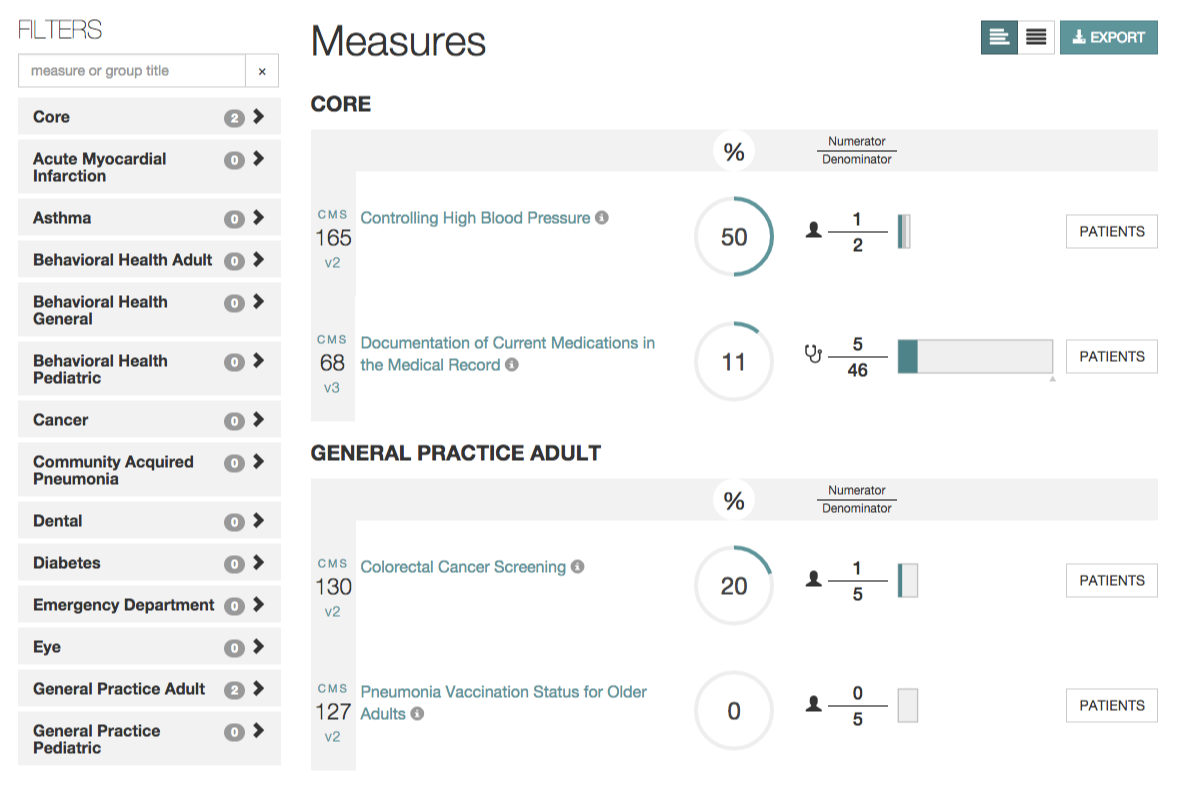 FILTERS
measure or group title ×
Core 2
Acute Myocardial
Infarction 0
Asthma 0
Behavioral Health Adult 0
Behavioral Health
General 0
Behavioral Health
Pediatric 0
Cancer 0
Community Acquired
Pneumonia 0
Dental 0
Diabetes 0
Emergency Department 0
Eye 0
General Practice Adult 2
General Practice
Pediatric 0
Measures
EXPORT
CORE
%
Numerator
Denominator
CMS
165
v2
Controlling High Blood Pressure i
50
1
2
PATIENTS
CMS
68
v3
Documentation of Current Medications in
the Medical Record i
11
5
46
PATIENTS
GENERAL PRACTICE ADULT
%
Numerator
Denominator
CMS
130
v2
Colorectal Cancer Screening i
20
1
5
PATIENTS
CMS
127
v2
Pneumonia Vaccination Status for Older
Adults i
0
0
5
PATIENTS